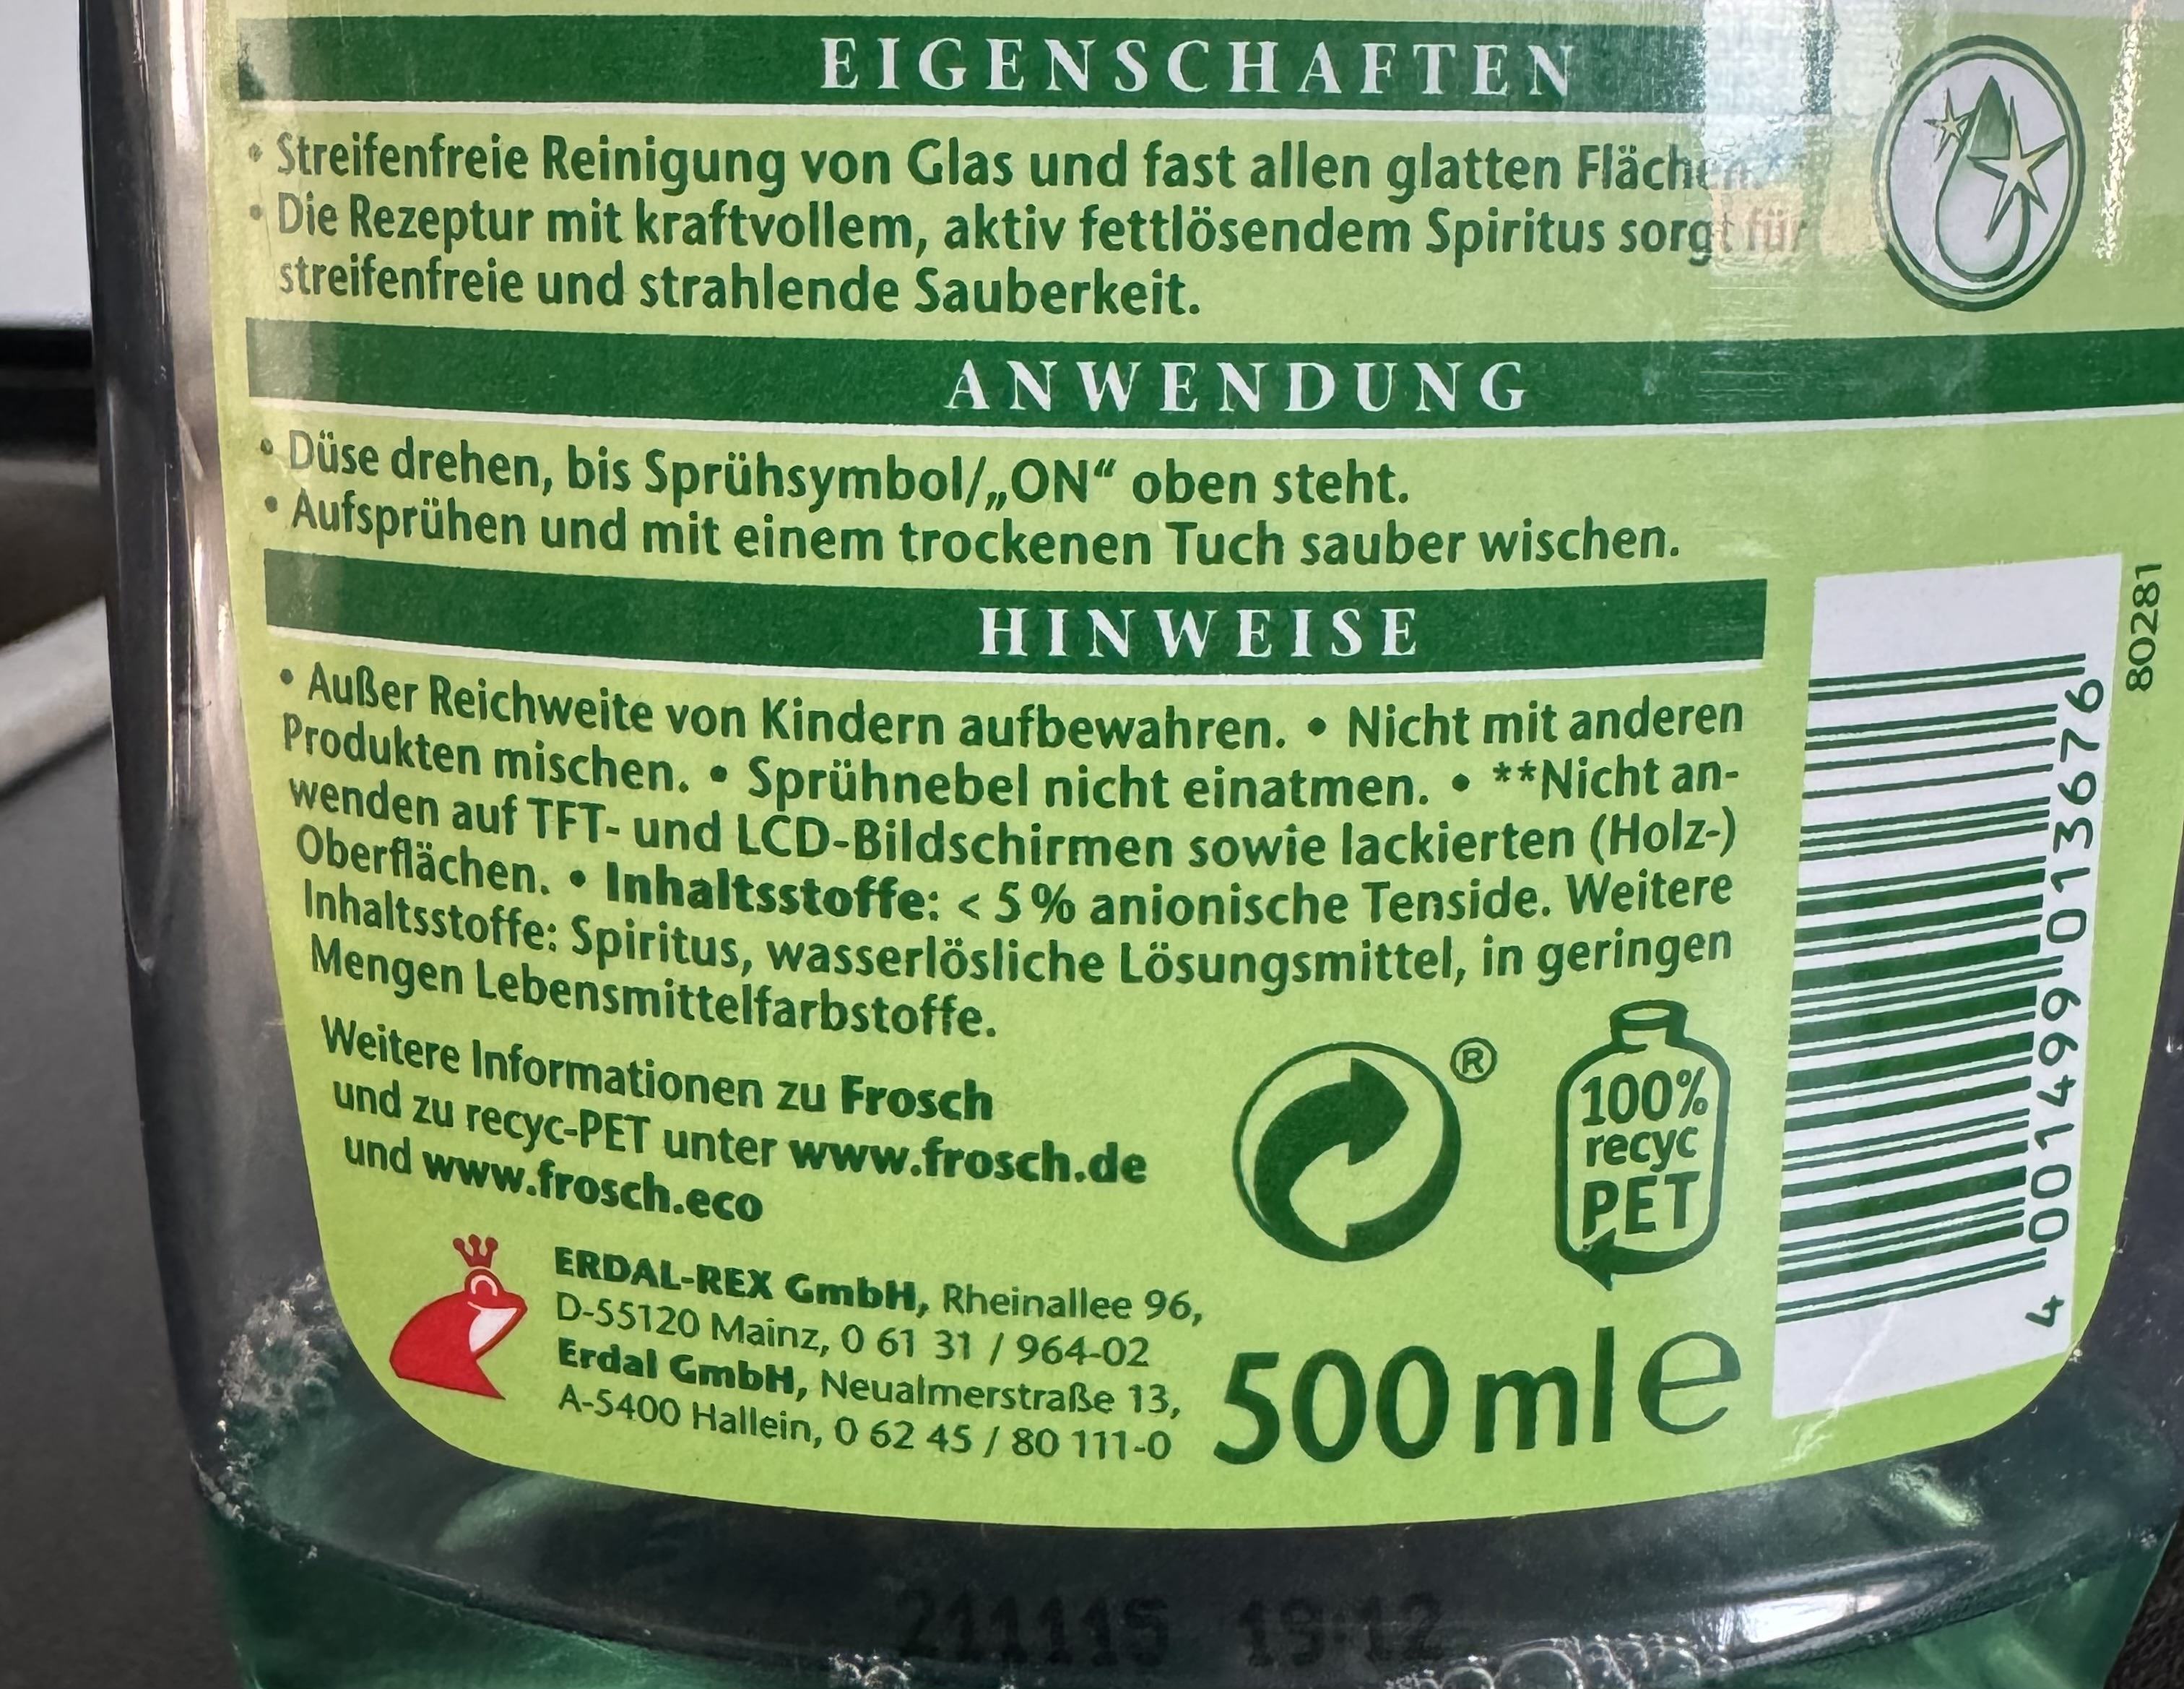 EIGENSCHAFTEN
• Streifenfreie Reinigung von Glas und fast allen glatten Flächen.**
• Die Rezeptur mit kraftvollem, aktiv fettlösendem Spiritus sorgt für
streifenfreie und strahlende Sauberkeit.
ANWENDUNG
• Düse drehen, bis Sprühsymbol/„ON“ oben steht.
• Aufsprühen und mit einem trockenen Tuch sauber wischen.
HINWEISE
• Außer Reichweite von Kindern aufbewahren. • Nicht mit anderen
Produkten mischen. • Sprühnebel nicht einatmen. • **Nicht an-
wenden auf TFT- und LCD-Bildschirmen sowie lackierten (Holz-)
Oberflächen. • Inhaltsstoffe: < 5 % anionische Tenside. Weitere
Inhaltsstoffe: Spiritus, wasserlösliche Lösungsmittel, in geringen
Mengen Lebensmittelfarbstoffe.
Weitere Informationen zu Frosch
und zu recyc-PET unter www.frosch.de
und www.frosch.eco
®
100%
recyc
PET
ERDAL-REX GmbH, Rheinallee 96,
D-55120 Mainz, 0 61 31 / 964-02
Erdal GmbH, Neualmerstraße 13,
A-5400 Hallein, 0 62 45 / 80 111-0
500 ml e
4 001499 013676
80281
211115 19:12